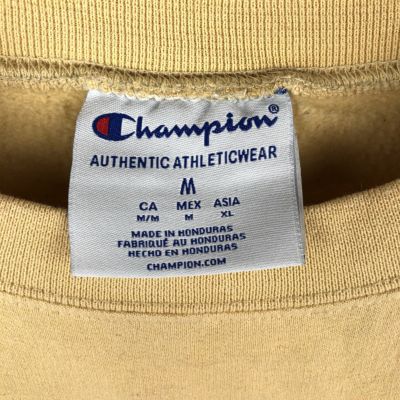 Champion®
AUTHENTIC ATHLETICWEAR
M
CA MEX ASIA
M/M M XL
MADE IN HONDURAS
FABRIQUÉ AU HONDURAS
HECHO EN HONDURAS
CHAMPION.COM